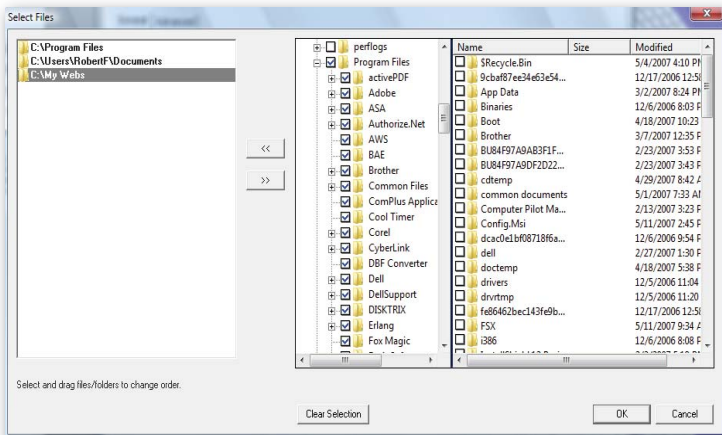 Select Files
C:\Program Files
C:\Users\RobertF\Documents
C:\My Webs
<<
>>
perflogs
Program Files
activePDF
Adobe
ASA
Authorize.Net
AWS
BAE
Brother
Common Files
ComPlus Applica
Cool Timer
Corel
CyberLink
DBF Converter
Dell
DellSupport
DISKTRIX
Erlang
Fox Magic
Name Size Modified
$Recycle.Bin 5/4/2007 4:10 PM
9cbaf87ee34e63e54... 12/17/2006 12:58
App Data 3/2/2007 8:24 PM
Binaries 12/6/2006 8:03 P
Boot 4/18/2007 10:23
Brother 3/7/2007 12:35 P
BU84F97A9AB3F1F... 2/23/2007 3:53 P
BU84F97A9DF2D22... 2/23/2007 3:43 P
cdtemp 4/29/2007 8:42 A
common documents 5/1/2007 7:33 AM
Computer Pilot Ma... 2/13/2007 3:23 P
Config.Msi 5/11/2007 2:45 P
dcac0e1bf08718f6a... 12/6/2006 9:54 P
dell 2/27/2007 1:30 P
doctemp 4/18/2007 5:38 P
drivers 12/5/2006 11:04
drvrtmp 12/5/2006 11:20
fe86462bec143fe9b... 12/17/2006 12:58
FSX 5/11/2007 9:34 A
i386 12/6/2006 8:08 P
Select and drag files/folders to change order.
Clear Selection
OK
Cancel